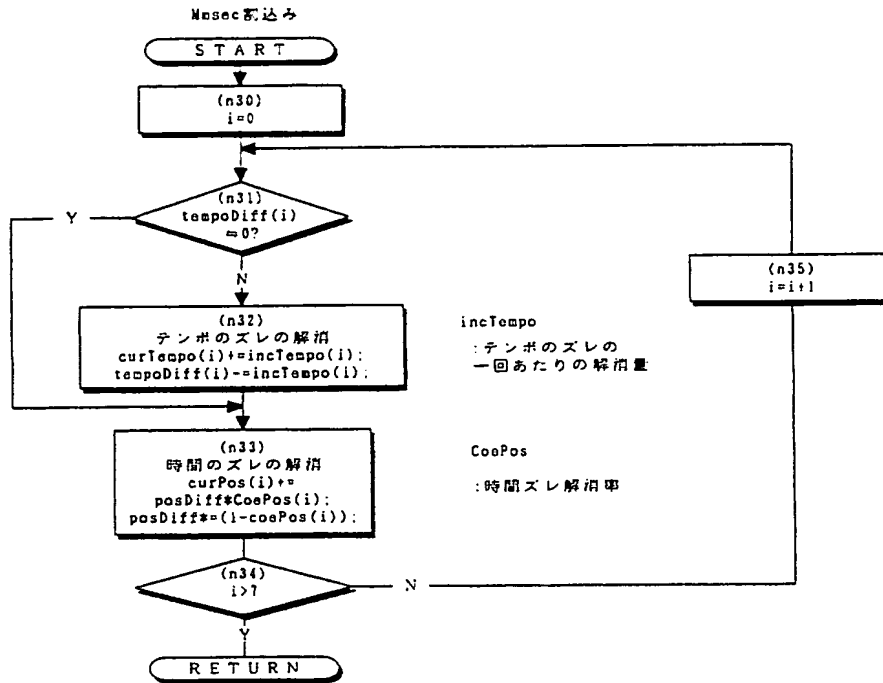 Mmsec割込み
START
(n30)
i=0
(n31)
tempoDiff(i)
=0?
Y
N
(n32)
テンポのズレの解消
curTempo(i)+=incTempo(i);
tempoDiff(i)-=incTempo(i);
incTempo
:テンポのズレの
一回あたりの解消量
(n35)
i=i+1
(n33)
時間のズレの解消
curPos(i)+=
posDiff*CoePos(i);
posDiff*=(1-coePos(i));
CoePos
:時間ズレ解消率
(n34)
i>7
N
Y
RETURN